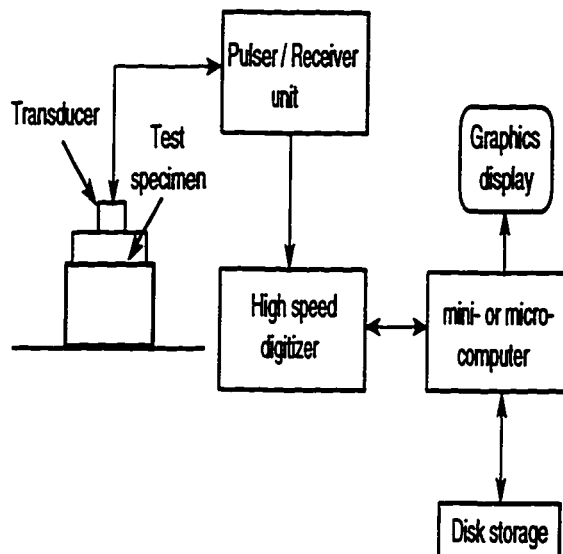 Pulser / Receiver
unit
Transducer
Test
specimen
Graphics
display
High speed
digitizer
mini- or micro-
computer
Disk storage